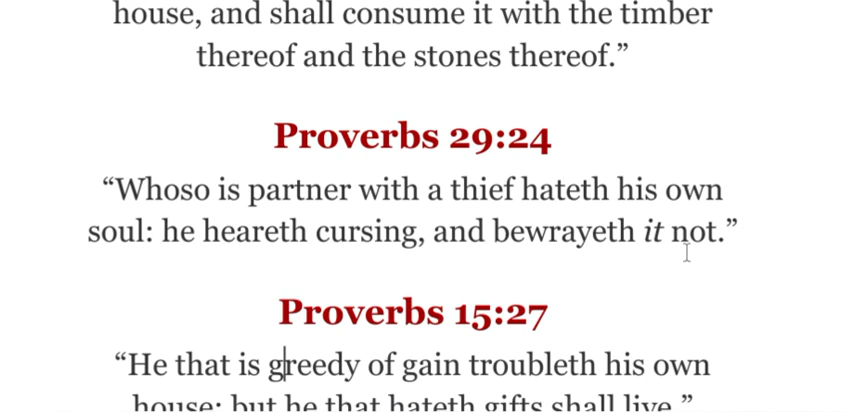 house, and shall consume it with the timber
thereof and the stones thereof.”
Proverbs 29:24
“Whoso is partner with a thief hateth his own
soul: he heareth cursing, and bewrayeth it not.”
Proverbs 15:27
“He that is greedy of gain troubleth his own
house; but he that hateth gifts shall live.”